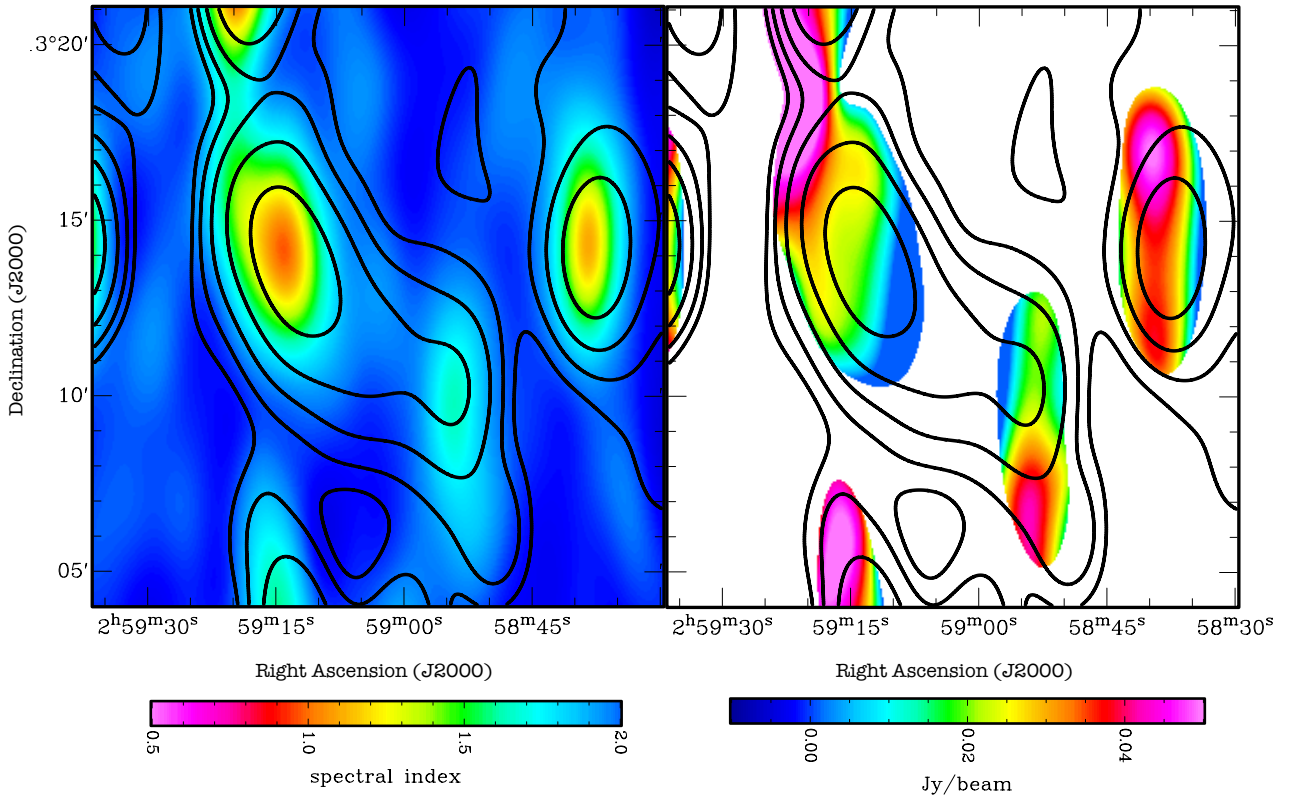 .3°20′
15′
10′
05′
Declination (J2000)
2ʰ59ᵐ30ˢ 59ᵐ15ˢ 59ᵐ00ˢ 58ᵐ45ˢ
2ʰ59ᵐ30ˢ 59ᵐ15ˢ 59ᵐ00ˢ 58ᵐ45ˢ 58ᵐ30ˢ
Right Ascension (J2000)
Right Ascension (J2000)
0.5 1.0 1.5 2.0
spectral index
0.00 0.02 0.04
Jy/beam